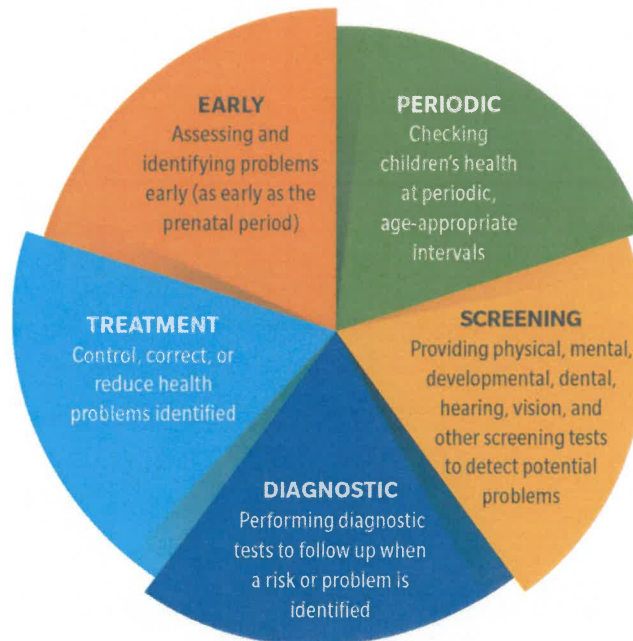 EARLY
Assessing and
identifying problems
early (as early as the
prenatal period)
PERIODIC
Checking
children's health
at periodic,
age-appropriate
intervals
SCREENING
Providing physical, mental,
developmental, dental,
hearing, vision, and
other screening tests
to detect potential
problems
DIAGNOSTIC
Performing diagnostic
tests to follow up when
a risk or problem is
identified
TREATMENT
Control, correct, or
reduce health
problems identified